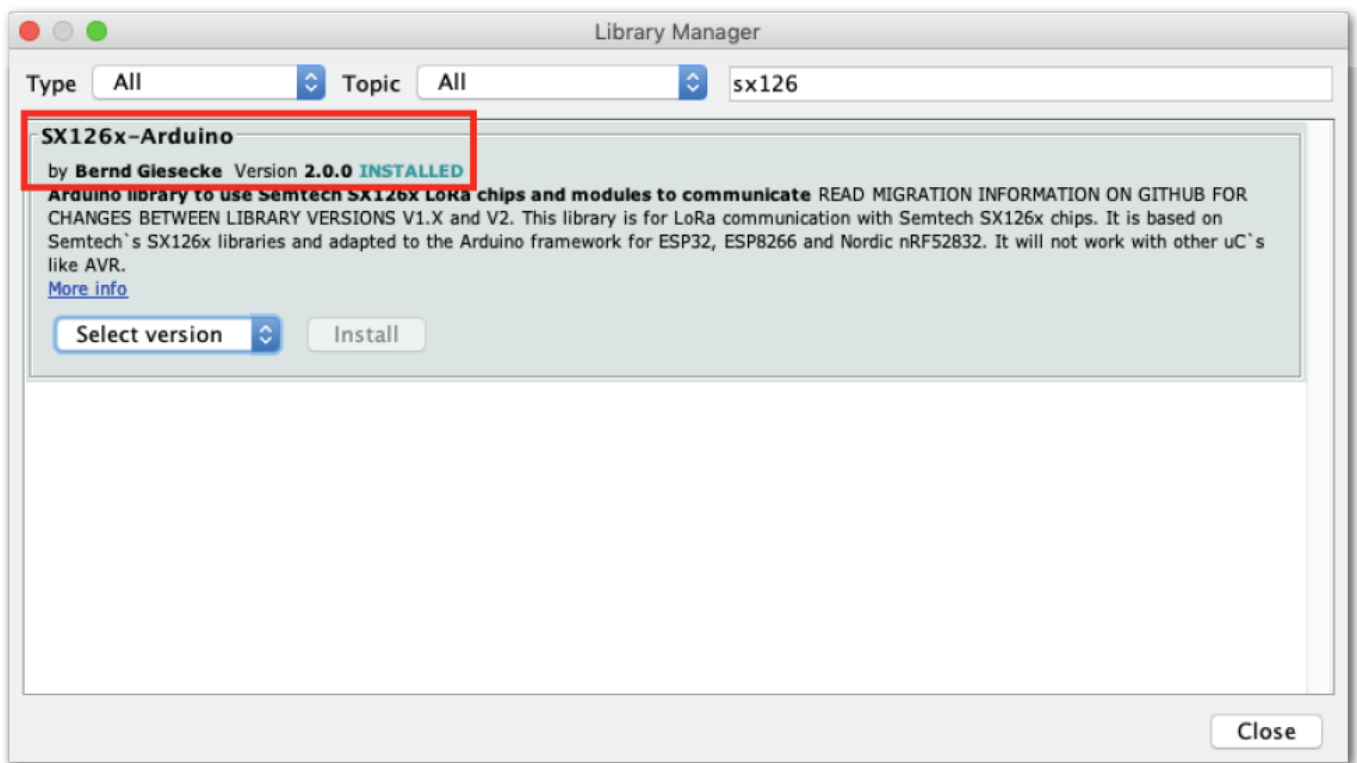 Library Manager
Type All Topic All sx126
SX126x-Arduino
by Bernd Giesecke Version 2.0.0 INSTALLED
Arduino library to use Semtech SX126x LoRa chips and modules to communicate READ MIGRATION INFORMATION ON GITHUB FOR
CHANGES BETWEEN LIBRARY VERSIONS V1.X and V2. This library is for LoRa communication with Semtech SX126x chips. It is based on
Semtech`s SX126x libraries and adapted to the Arduino framework for ESP32, ESP8266 and Nordic nRF52832. It will not work with other uC`s
like AVR.
More info
Select version Install
Close